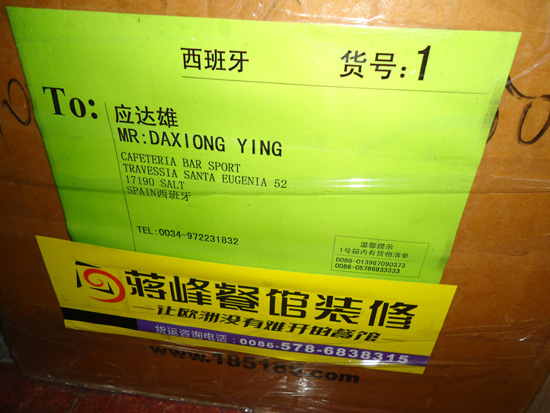 西班牙 货号:1
To: 应达雄
MR:DAXIONG YING
CAFETERIA BAR SPORT
TRAVESSIA SANTA EUGENIA 52
17190 SALT
SPAIN西班牙
TEL:0034-972231832
温馨提示
1号箱内有货物清单
0086-013967090373
0086-05786833333
蒋峰餐馆装修
让欧洲没有难开的餐馆
货运咨询电话:0086-578-6838315